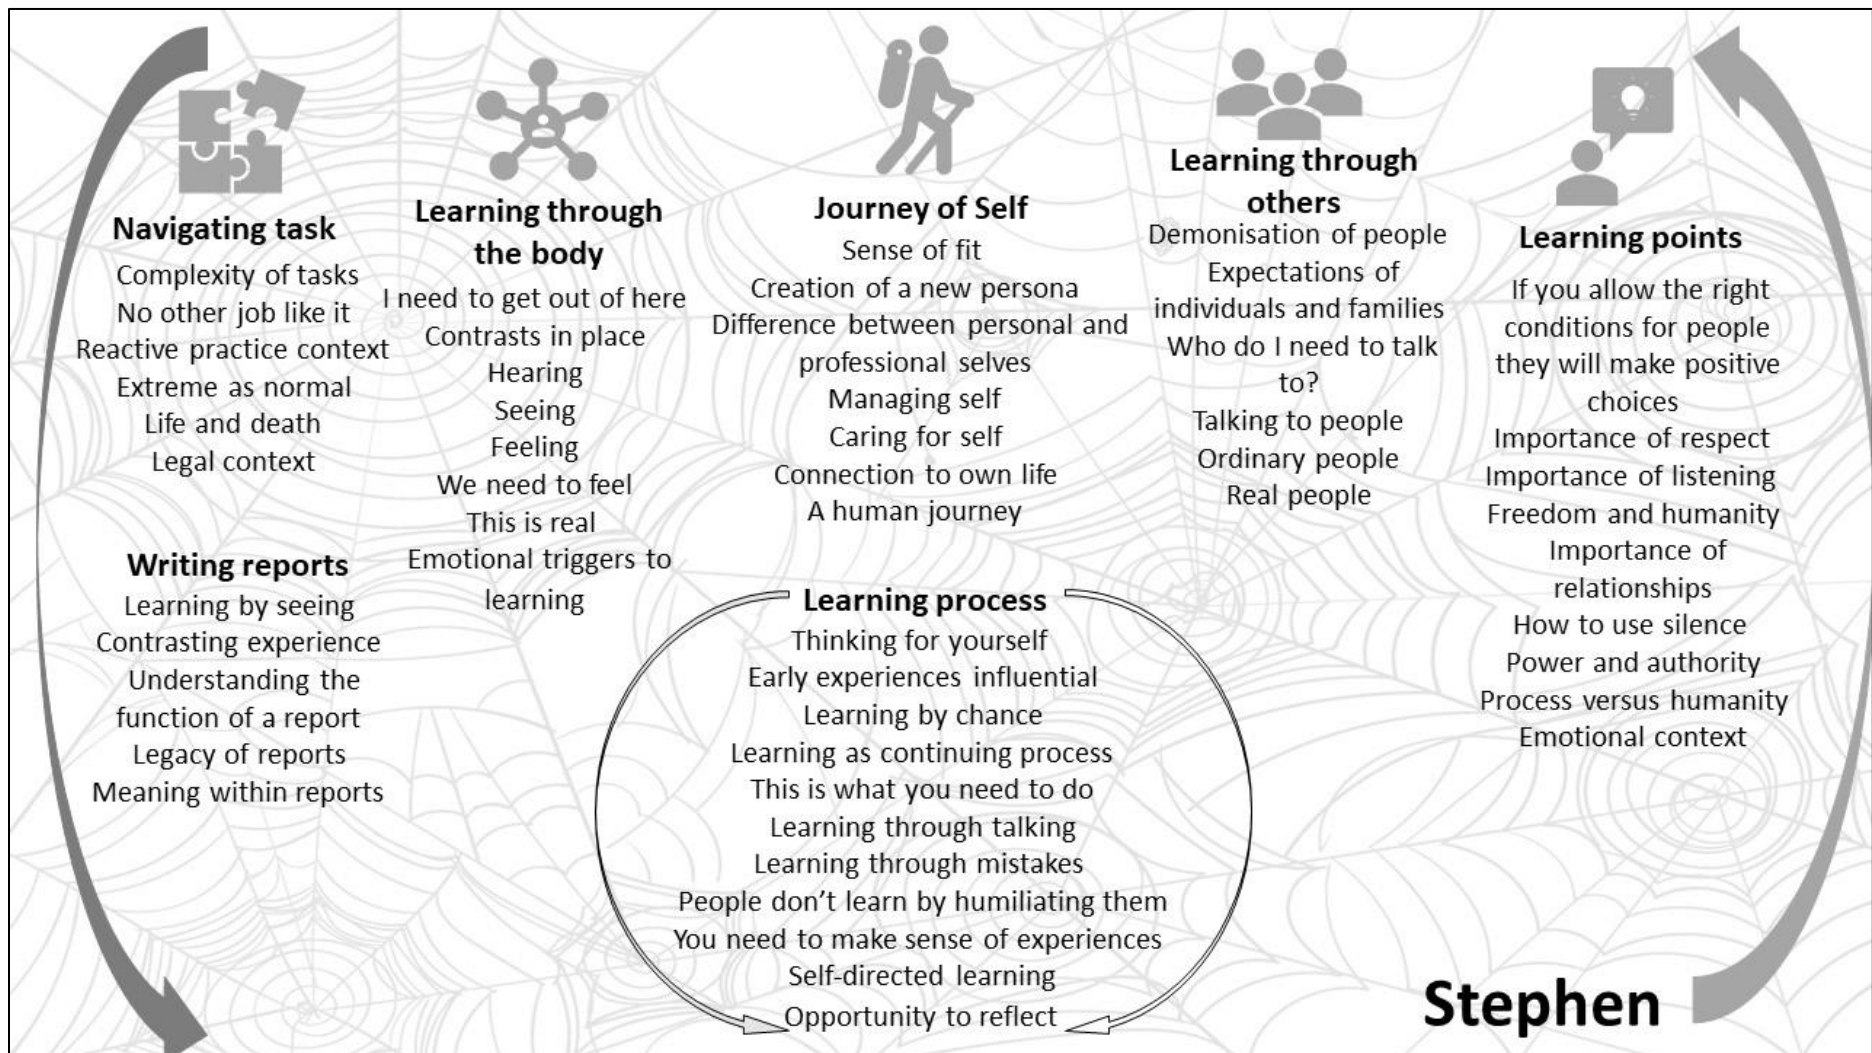 Navigating task
Complexity of tasks
No other job like it
Reactive practice context
Extreme as normal
Life and death
Legal context
Writing reports
Learning by seeing
Contrasting experience
Understanding the
function of a report
Legacy of reports
Meaning within reports
Learning through
the body
I need to get out of here
Contrasts in place
Hearing
Seeing
Feeling
We need to feel
This is real
Emotional triggers to
learning
Journey of Self
Sense of fit
Creation of a new persona
Difference between personal and
professional selves
Managing self
Caring for self
Connection to own life
A human journey
Learning process
Thinking for yourself
Early experiences influential
Learning by chance
Learning as continuing process
This is what you need to do
Learning through talking
Learning through mistakes
People don’t learn by humiliating them
You need to make sense of experiences
Self-directed learning
Opportunity to reflect
Learning through
others
Demonisation of people
Expectations of
individuals and families
Who do I need to talk
to?
Talking to people
Ordinary people
Real people
Learning points
If you allow the right
conditions for people
they will make positive
choices
Importance of respect
Importance of listening
Freedom and humanity
Importance of
relationships
How to use silence
Power and authority
Process versus humanity
Emotional context
Stephen